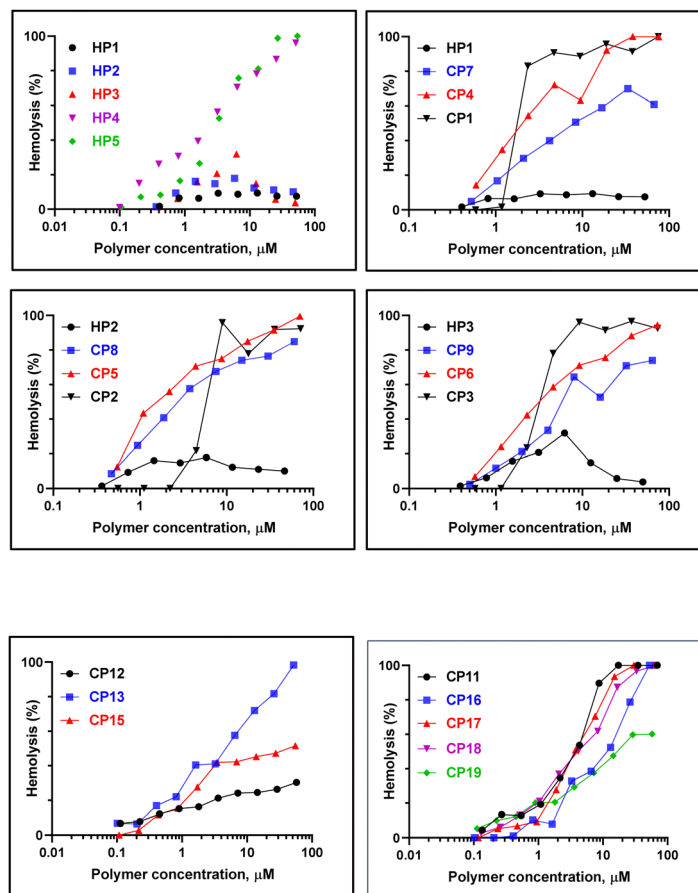 100
Hemolysis (%)
0
HP1
HP2
HP3
HP4
HP5
0.01 0.1 1 10 100
Polymer concentration, μM
100
Hemolysis (%)
0
HP1
CP7
CP4
CP1
0.1 1 10 100
Polymer concentration, μM
100
Hemolysis (%)
0
HP2
CP8
CP5
CP2
0.1 1 10 100
Polymer concentration, μM
100
Hemolysis (%)
0
HP3
CP9
CP6
CP3
0.1 1 10 100
Polymer concentration, μM
100
Hemolysis (%)
0
CP12
CP13
CP15
0.01 0.1 1 10 100
Polymer concentration, μM
100
Hemolysis (%)
0
CP11
CP16
CP17
CP18
CP19
0.01 0.1 1 10 100
Polymer concentration, μM